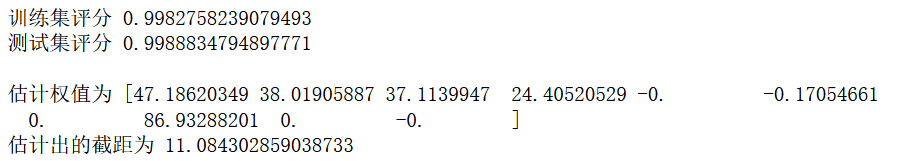 训练集评分 0.9982758239079493
测试集评分 0.9988834794897771
估计权值为 [47.18620349 38.01905887 37.1139947  24.40520529 -0.         -0.17054661
  0.         86.93288201  0.         -0.        ]
估计出的截距为 11.084302859038733